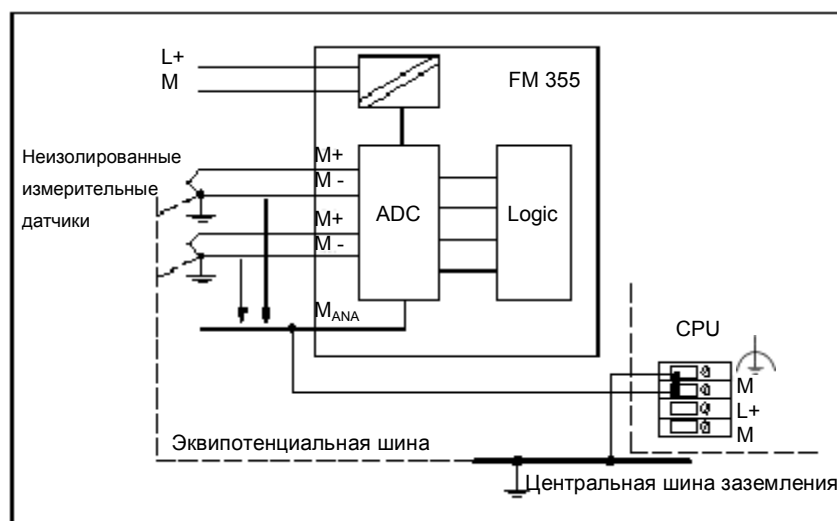 L+
M
FM 355
Неизолированные
измерительные
датчики
M+
M -
M+
M -
ADC
Logic
MANA
CPU
M
L+
M
Эквипотенциальная шина
Центральная шина заземления